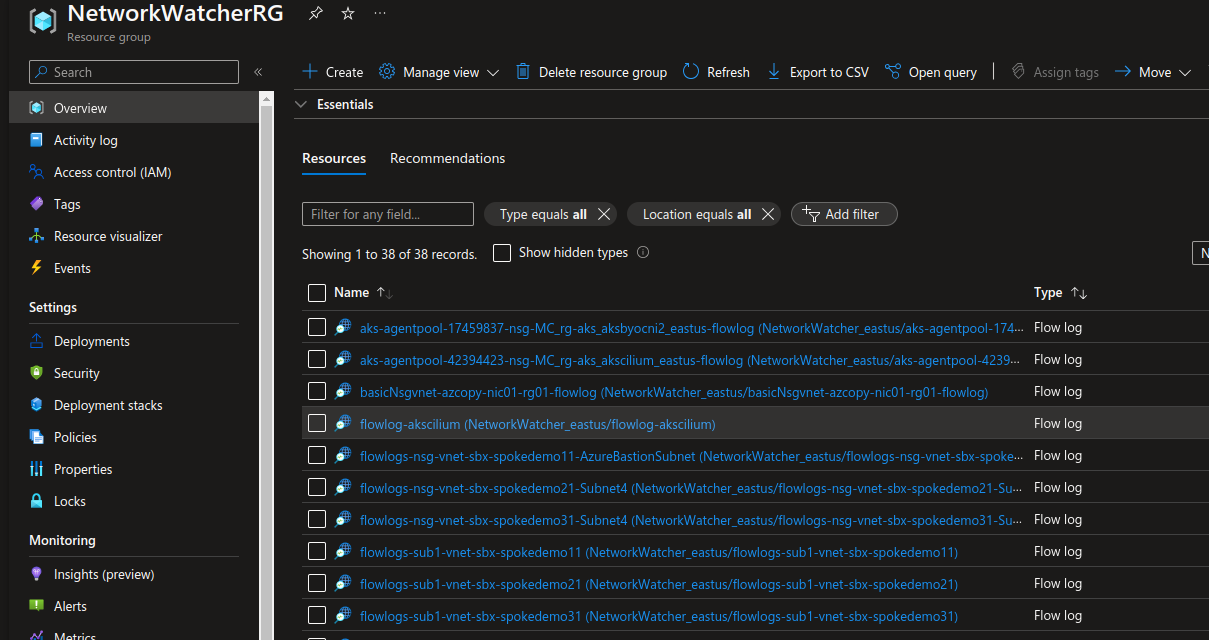 NetworkWatcherRG
Resource group
Search
«
Overview
Activity log
Access control (IAM)
Tags
Resource visualizer
Events
Settings
Deployments
Security
Deployment stacks
Policies
Properties
Locks
Monitoring
Insights (preview)
Alerts
Metrics
Create Manage view Delete resource group Refresh Export to CSV Open query Assign tags Move
Essentials
Resources Recommendations
Filter for any field... Type equals all Location equals all Add filter
Showing 1 to 38 of 38 records. Show hidden types
Name Type
aks-agentpool-17459837-nsg-MC_rg-aks_aksbyocni2_eastus-flowlog (NetworkWatcher_eastus/aks-agentpool-174... Flow log
aks-agentpool-42394423-nsg-MC_rg-aks_akscilium_eastus-flowlog (NetworkWatcher_eastus/aks-agentpool-4239... Flow log
basicNsgvnet-azcopy-nic01-rg01-flowlog (NetworkWatcher_eastus/basicNsgvnet-azcopy-nic01-rg01-flowlog) Flow log
flowlog-akscilium (NetworkWatcher_eastus/flowlog-akscilium) Flow log
flowlogs-nsg-vnet-sbx-spokedemo11-AzureBastionSubnet (NetworkWatcher_eastus/flowlogs-nsg-vnet-sbx-spoke... Flow log
flowlogs-nsg-vnet-sbx-spokedemo21-Subnet4 (NetworkWatcher_eastus/flowlogs-nsg-vnet-sbx-spokedemo21-Su... Flow log
flowlogs-nsg-vnet-sbx-spokedemo31-Subnet4 (NetworkWatcher_eastus/flowlogs-nsg-vnet-sbx-spokedemo31-Su... Flow log
flowlogs-sub1-vnet-sbx-spokedemo11 (NetworkWatcher_eastus/flowlogs-sub1-vnet-sbx-spokedemo11) Flow log
flowlogs-sub1-vnet-sbx-spokedemo21 (NetworkWatcher_eastus/flowlogs-sub1-vnet-sbx-spokedemo21) Flow log
flowlogs-sub1-vnet-sbx-spokedemo31 (NetworkWatcher_eastus/flowlogs-sub1-vnet-sbx-spokedemo31) Flow log